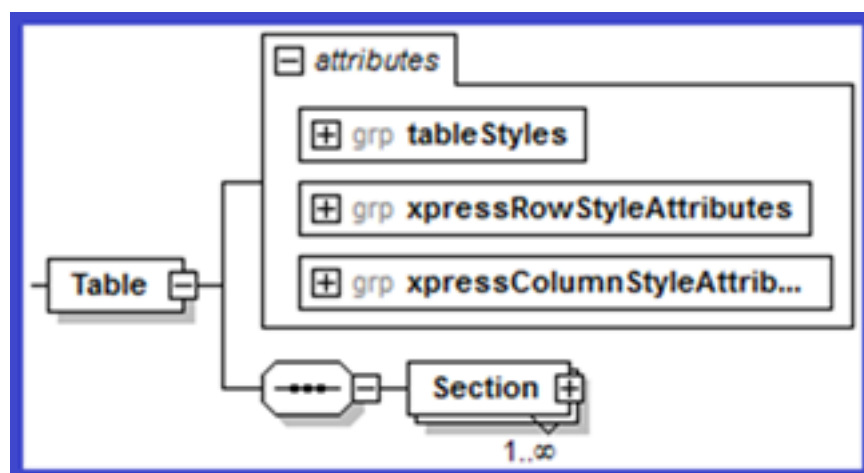 attributes
grp tableStyles
grp xpressRowStyleAttributes
Table
grp xpressColumnStyleAttrib...
Section
1..∞